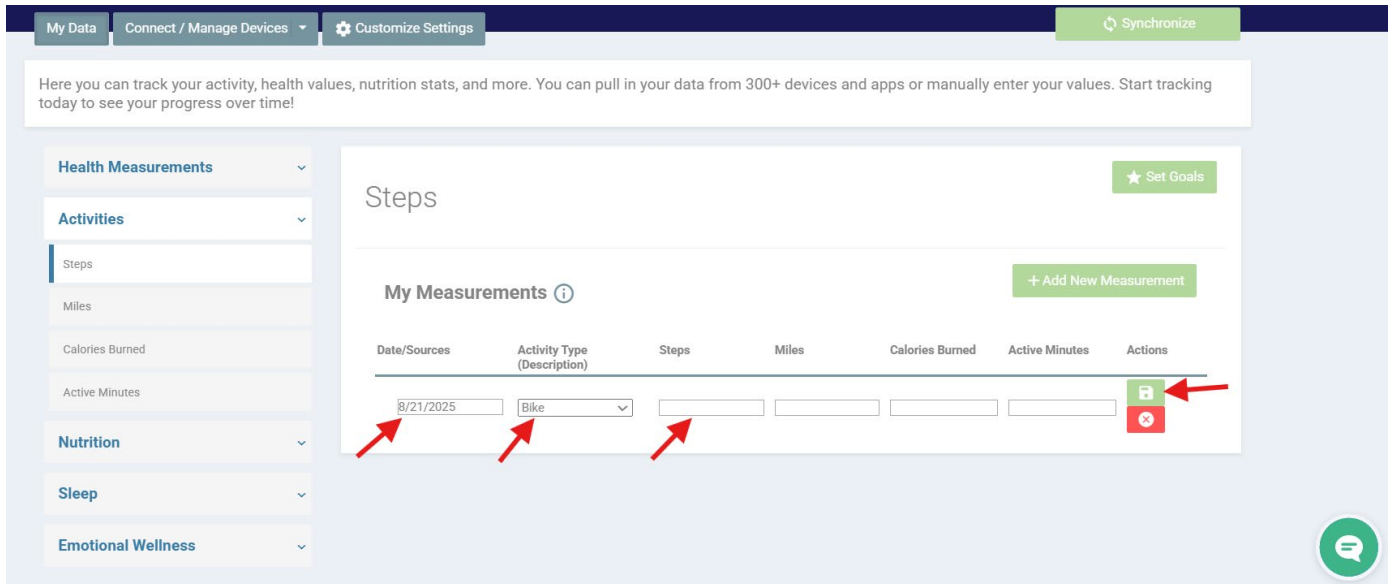 My Data
Connect / Manage Devices
Customize Settings
Synchronize
Here you can track your activity, health values, nutrition stats, and more. You can pull in your data from 300+ devices and apps or manually enter your values. Start tracking
today to see your progress over time!
Health Measurements
Activities
Steps
Miles
Calories Burned
Active Minutes
Nutrition
Sleep
Emotional Wellness
Steps
Set Goals
My Measurements
+ Add New Measurement
Date/Sources
Activity Type
(Description)
Steps
Miles
Calories Burned
Active Minutes
Actions
8/21/2025
Bike